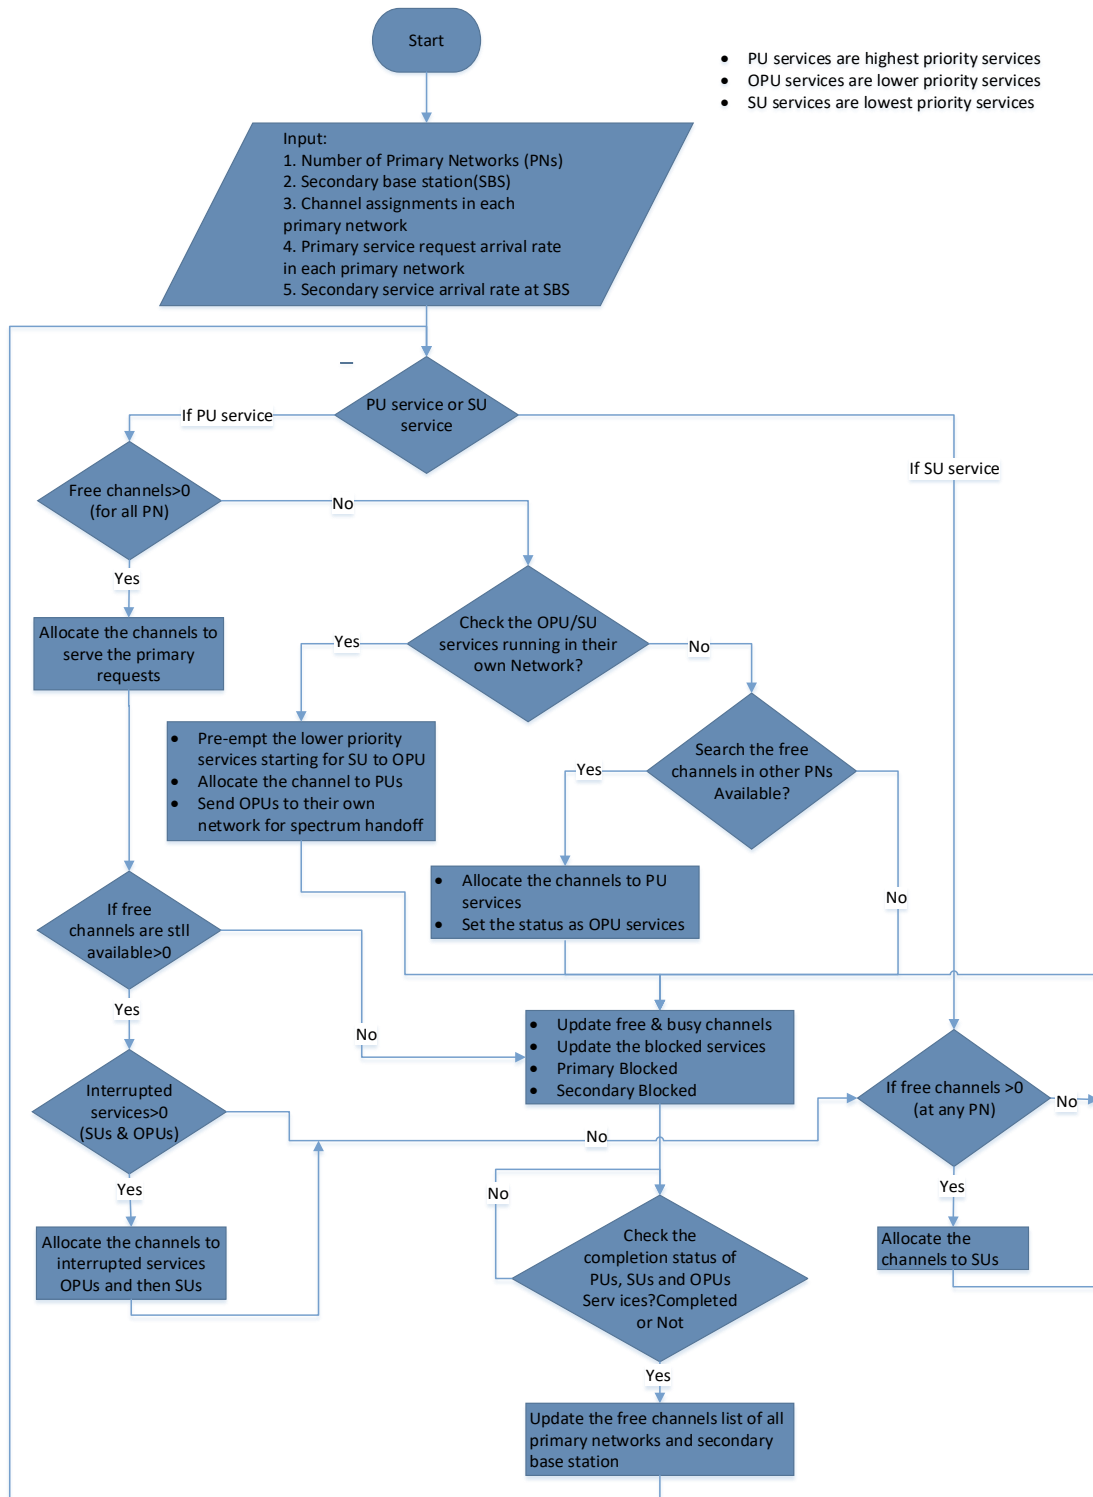 Start
• PU services are highest priority services
• OPU services are lower priority services
• SU services are lowest priority services
Input:
1. Number of Primary Networks (PNs)
2. Secondary base station(SBS)
3. Channel assignments in each
primary network
4. Primary service request arrival rate
in each primary network
5. Secondary service arrival rate at SBS
PU service or SU
service
If PU service
If SU service
Free channels>0
(for all PN)
No
Yes
Allocate the channels to
serve the primary
requests
Check the OPU/SU
services running in their
own Network?
Yes
No
• Pre-empt the lower priority
services starting for SU to OPU
• Allocate the channel to PUs
• Send OPUs to their own
network for spectrum handoff
Search the free
channels in other PNs
Available?
Yes
No
• Allocate the channels to PU
services
• Set the status as OPU services
If free
channels are stll
available>0
Yes
No
• Update free & busy channels
• Update the blocked services
• Primary Blocked
• Secondary Blocked
If free channels >0
(at any PN)
No
Yes
Interrupted
services>0
(SUs & OPUs)
No
Yes
Allocate the channels to
interrupted services
OPUs and then SUs
Allocate the
channels to SUs
No
Check the
completion status of
PUs, SUs and OPUs
Serv ices?Completed
or Not
Yes
Update the free channels list of all
primary networks and secondary
base station